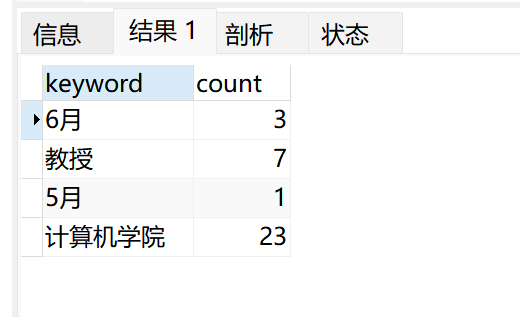 信息 结果 1 剖析 状态
keyword count
6月 3
教授 7
5月 1
计算机学院 23